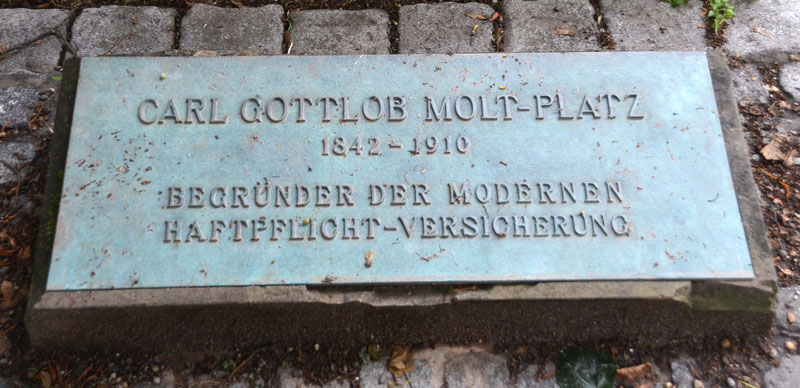 CARL GOTTLOB MOLT-PLATZ
1842 - 1910
BEGRÜNDER DER MODERNEN
HAFTPFLICHT-VERSICHERUNG